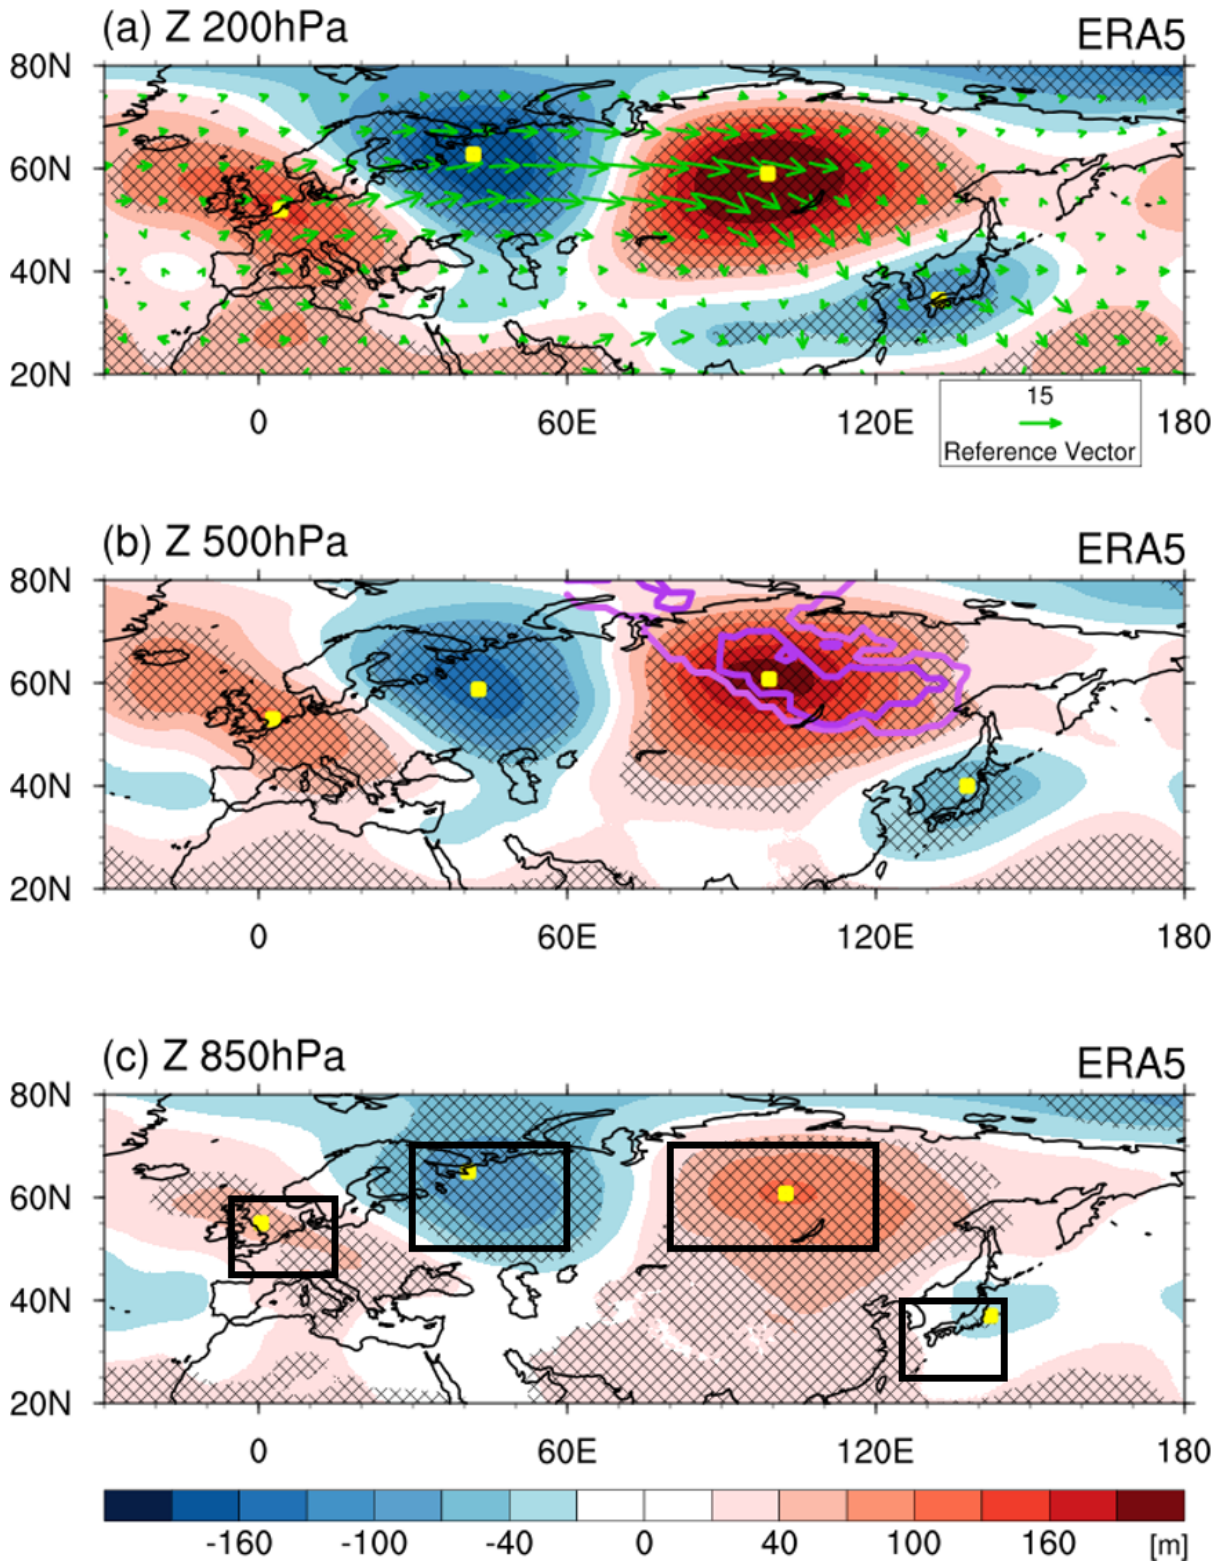 (a) Z 200hPa ERA5
80N
60N
40N
20N
0 60E 120E 180
15
Reference Vector
(b) Z 500hPa ERA5
80N
60N
40N
20N
0 60E 120E 180
(c) Z 850hPa ERA5
80N
60N
40N
20N
0 60E 120E 180
-160 -100 -40 0 40 100 160 [m]